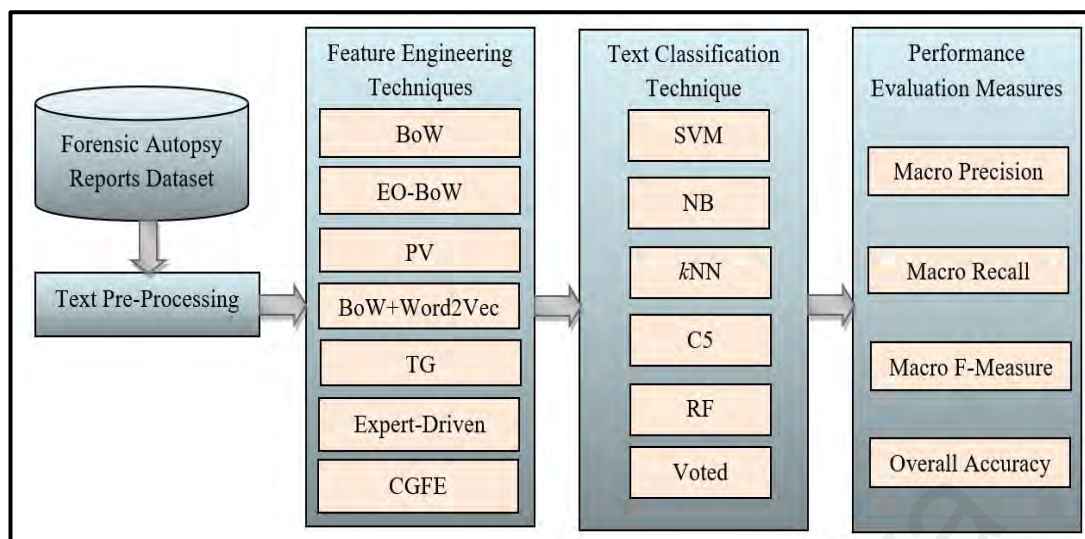 Forensic Autopsy
Reports Dataset
Text Pre-Processing
Feature Engineering
Techniques
BoW
EO-BoW
PV
BoW+Word2Vec
TG
Expert-Driven
CGFE
Text Classification
Technique
SVM
NB
kNN
C5
RF
Voted
Performance
Evaluation Measures
Macro Precision
Macro Recall
Macro F-Measure
Overall Accuracy